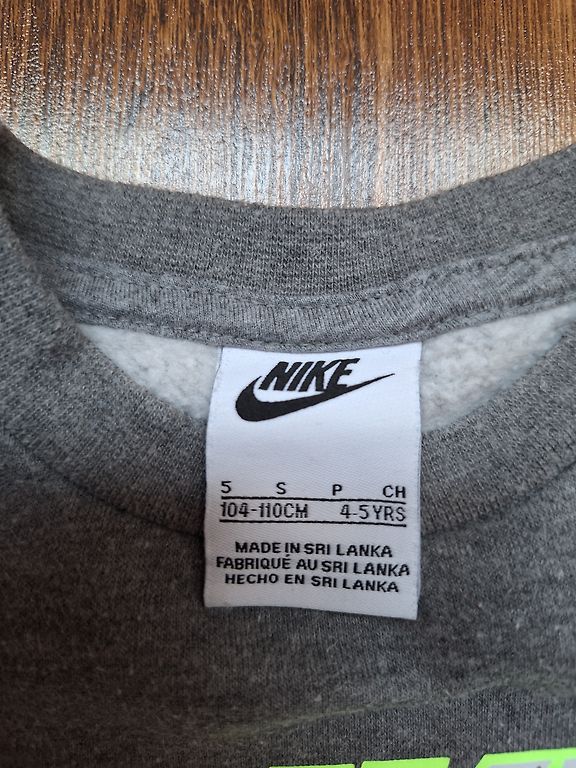 NIKE
5 S P CH
104-110CM 4-5YRS
MADE IN SRI LANKA
FABRIQUÉ AU SRI LANKA
HECHO EN SRI LANKA